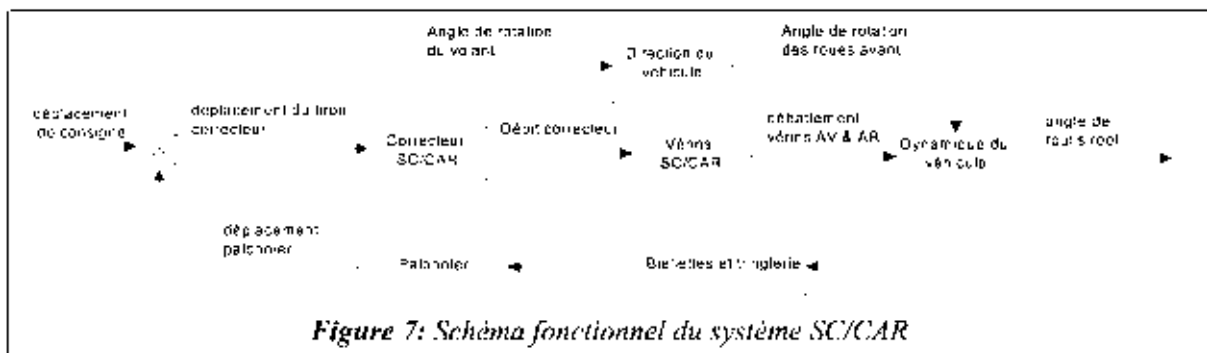 Angle de rotation
du volant
Angle de rotation
des roues avant
Direction du
véhicule
déplacement
de consigne
déplacement du tiroir
correcteur
Correcteur
SC/CAR
Débit correcteur
Vérins
SC/CAR
débattement
vérins AV & AR
Dynamique du
véhicule
angle de
roulis réel
déplacement
palonnier
Palonnier
Biellettes et tringlerie
Figure 7: Schéma fonctionnel du système SC/CAR